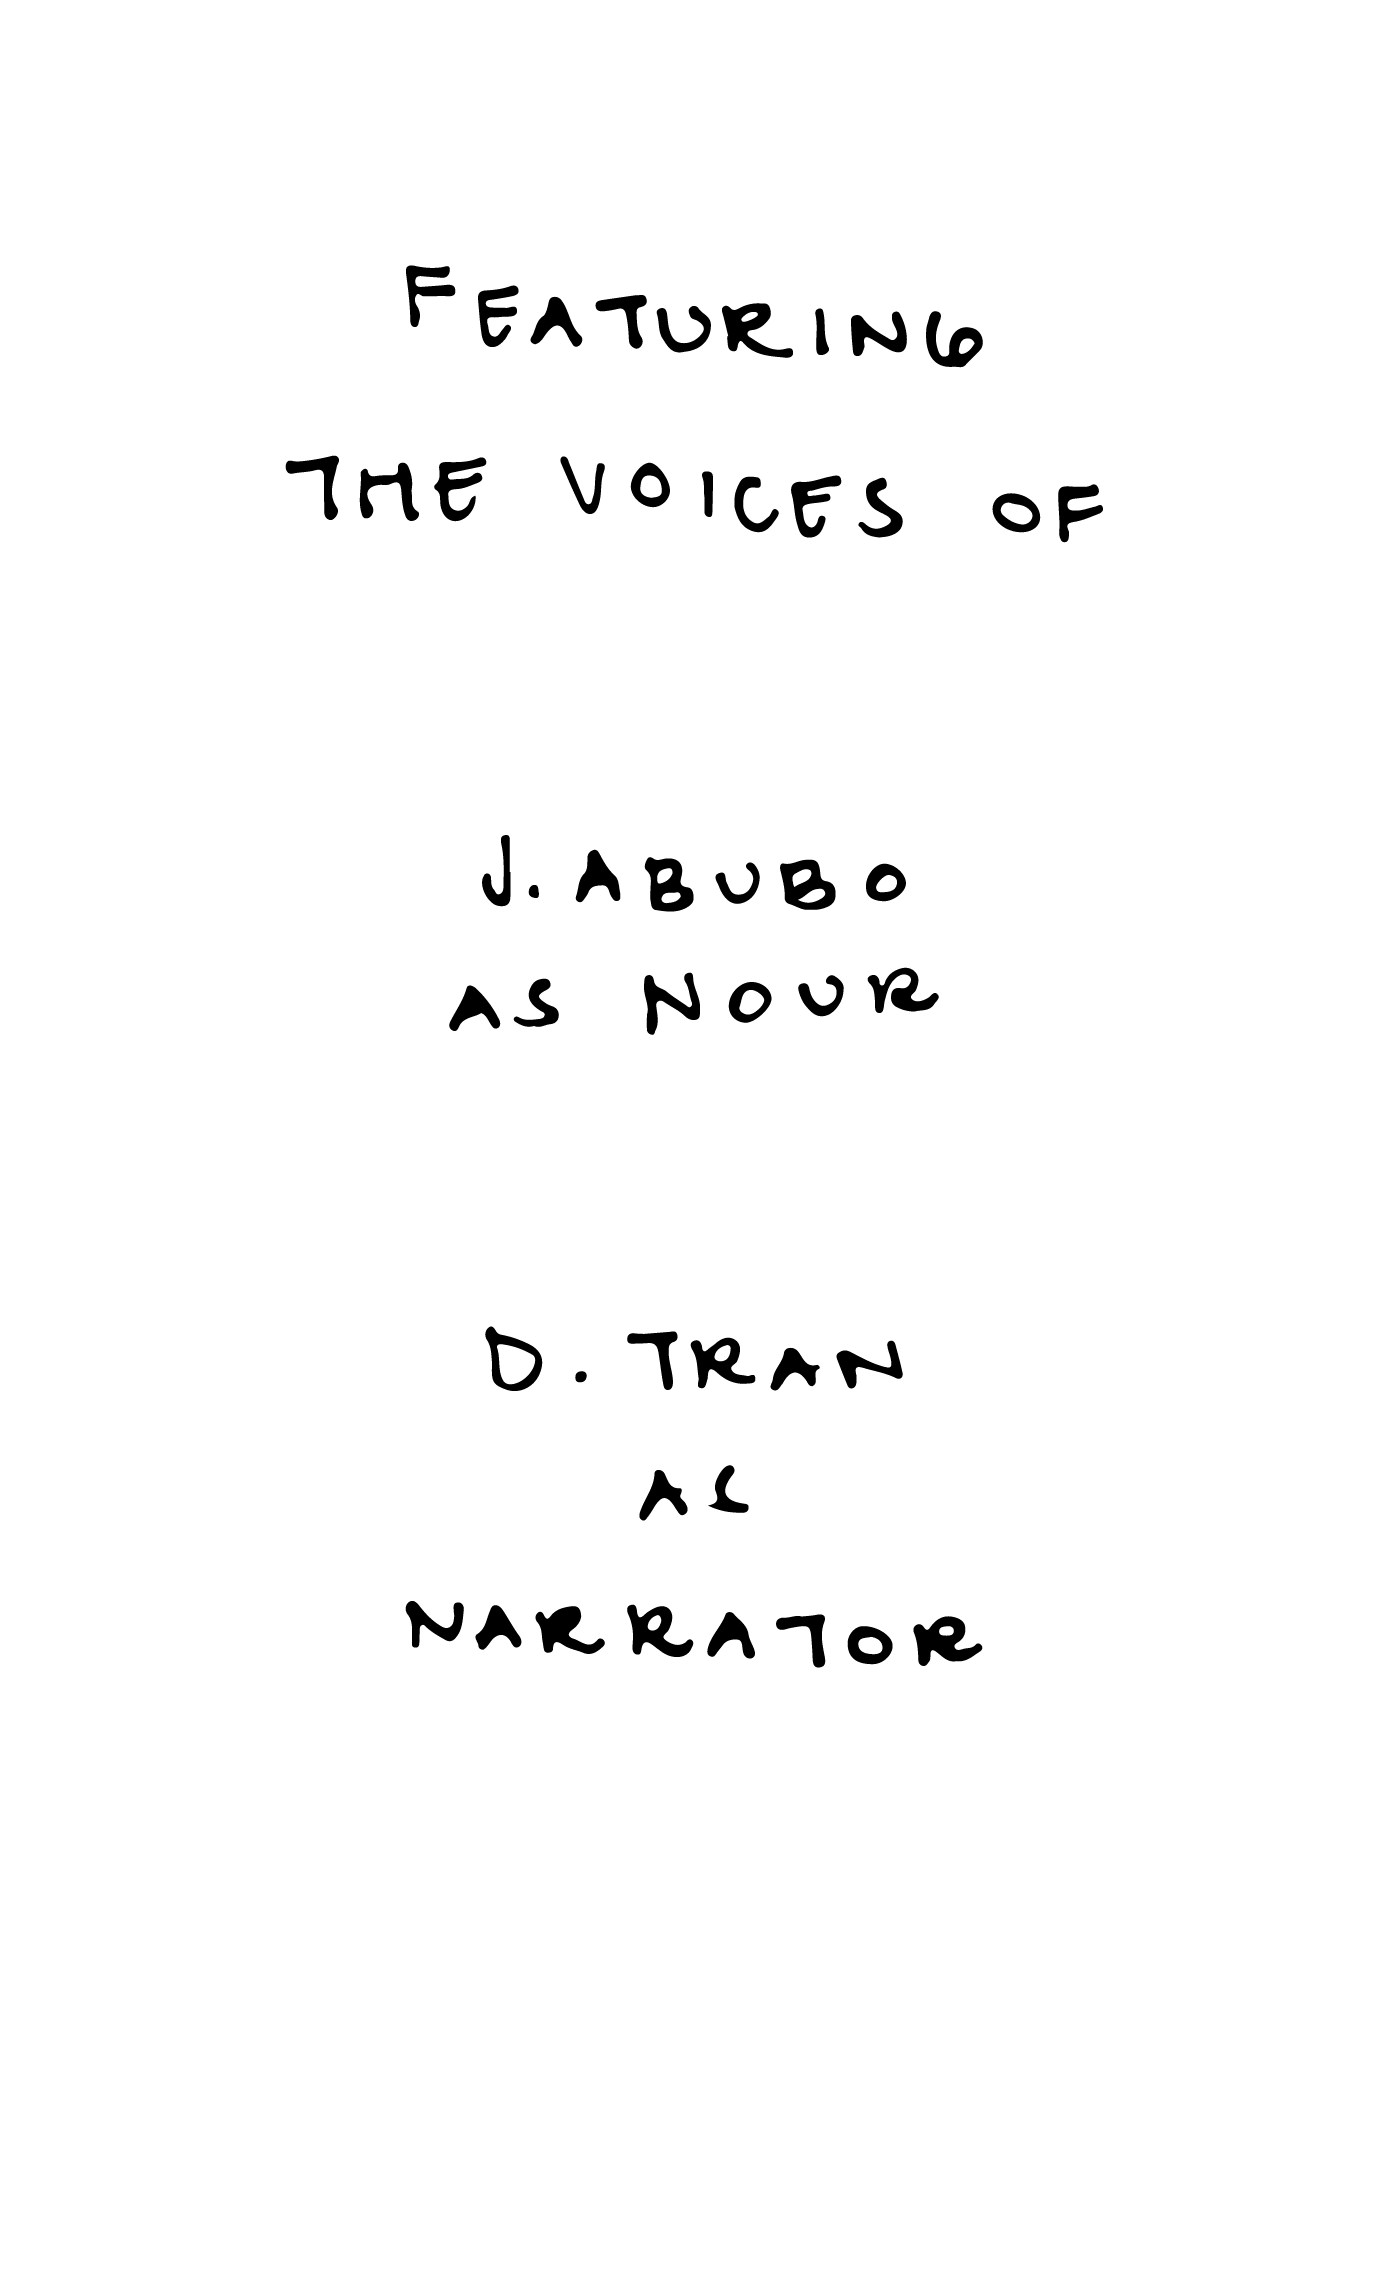 FEATURING
THE VOICES OF
J. ABUBO
AS NOUR
D. TRAN
AS
NARRATOR